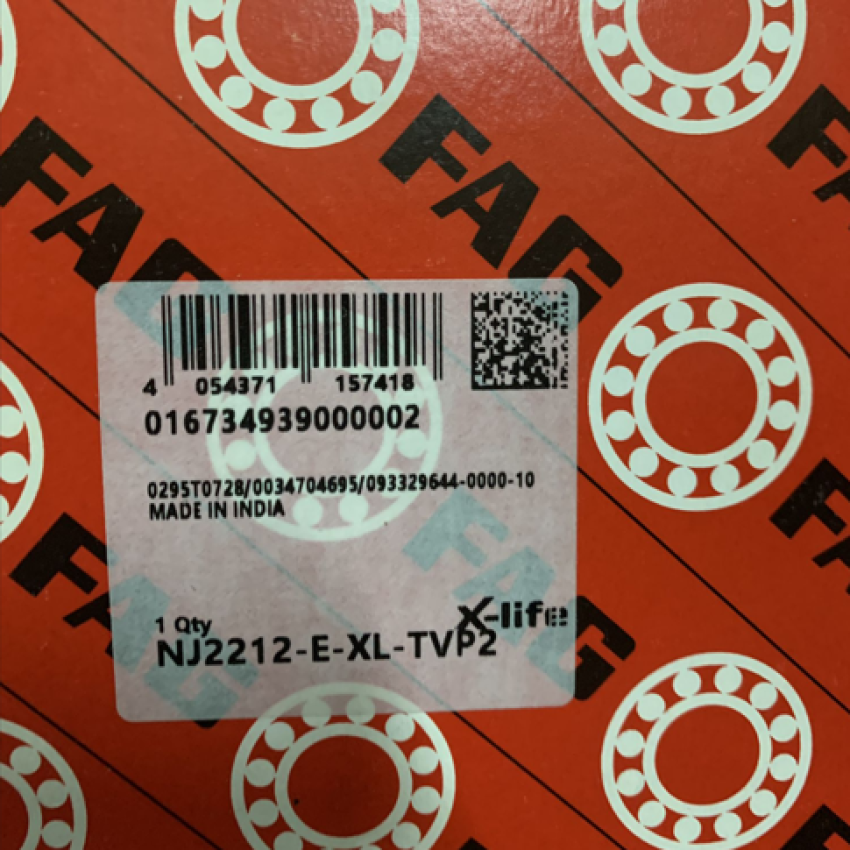 FAG
FAG
4 054371 157418
016734939000002
0295T0728/0034704695/093329644-0000-10
MADE IN INDIA
X-life
1 Qty
NJ2212-E-XL-TVP2
FAG